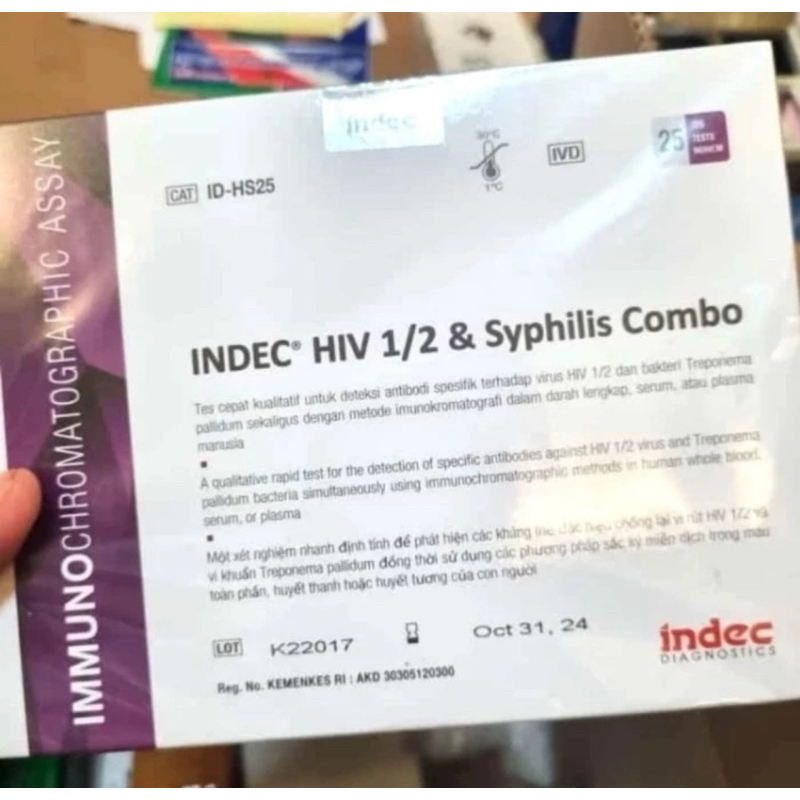 IMMUNOCHROMATOGRAPHIC ASSAY
indec
CAT ID-HS25
30°C
1°C
IVD
25 TESTS
INDEC® HIV 1/2 & Syphilis Combo
Tes cepat kualitatif untuk deteksi antibodi spesifik terhadap virus HIV 1/2 dan bakteri Treponema
pallidum sekaligus dengan metode imunokromatografi dalam darah lengkap, serum, atau plasma
manusia
A qualitative rapid test for the detection of specific antibodies against HIV 1/2 virus and Treponema
pallidum bacteria simultaneously using immunochromatographic methods in human whole blood,
serum, or plasma
Một xét nghiệm nhanh định tính để phát hiện các kháng chống lại vi rút HIV 1/2 và
vi khuẩn Treponema pallidum đồng thời sử dụng các phương pháp sắc ký miễn dịch trong máu
toàn phần, huyết thanh hoặc huyết tương của con người
LOT K22017 Oct 31, 24
Reg. No. KEMENKES RI : AKD 30305120300
indec
DIAGNOSTICS